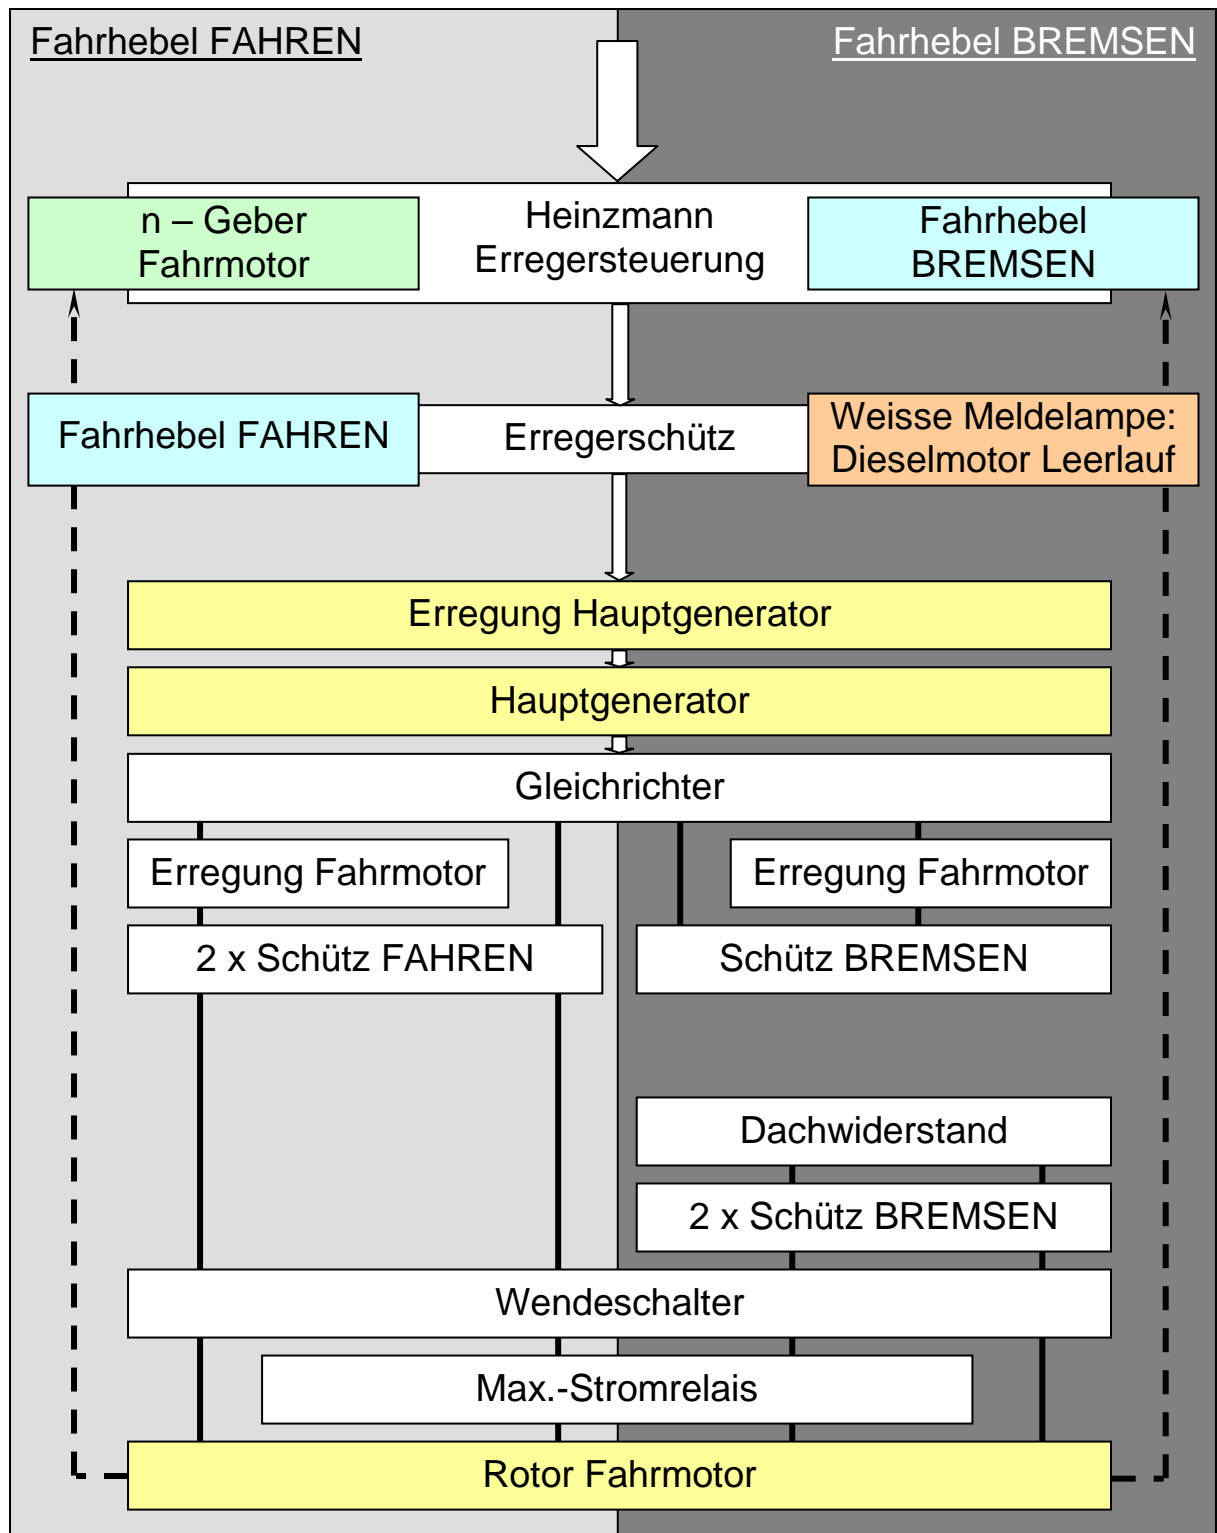 Fahrhebel FAHREN
Fahrhebel BREMSEN
n – Geber
Fahrmotor
Heinzmann
Erregersteuerung
Fahrhebel
BREMSEN
Fahrhebel FAHREN
Erregerschütz
Weisse Meldelampe:
Dieselmotor Leerlauf
Erregung Hauptgenerator
Hauptgenerator
Gleichrichter
Erregung Fahrmotor
Erregung Fahrmotor
2 x Schütz FAHREN
Schütz BREMSEN
Dachwiderstand
2 x Schütz BREMSEN
Wendeschalter
Max.-Stromrelais
Rotor Fahrmotor